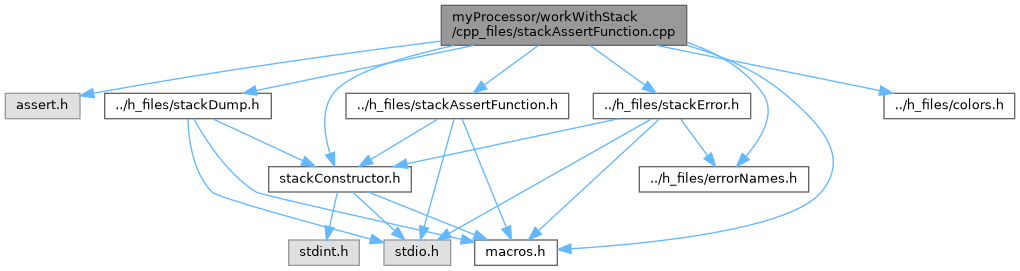 myProcessor/workWithStack
/cpp_files/stackAssertFunction.cpp
assert.h
../h_files/stackDump.h
../h_files/stackAssertFunction.h
../h_files/stackError.h
../h_files/colors.h
stackConstructor.h
../h_files/errorNames.h
stdint.h
stdio.h
macros.h